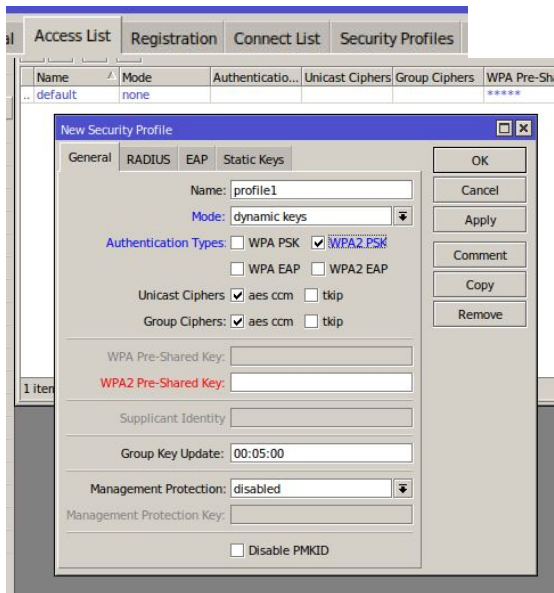 Access List Registration Connect List Security Profiles
Name Mode Authenticatio... Unicast Ciphers Group Ciphers WPA Pre-Sha
default none *****
New Security Profile
General RADIUS EAP Static Keys OK
Name: profile1 Cancel
Mode: dynamic keys Apply
Authentication Types: WPA PSK WPA2 PSK
Comment
WPA EAP WPA2 EAP
Copy
Unicast Ciphers aes ccm tkip
Group Ciphers: aes ccm tkip Remove
WPA Pre-Shared Key:
WPA2 Pre-Shared Key:
1 item
Supplicant Identity
Group Key Update: 00:05:00
Management Protection: disabled
Management Protection Key:
Disable PMKID